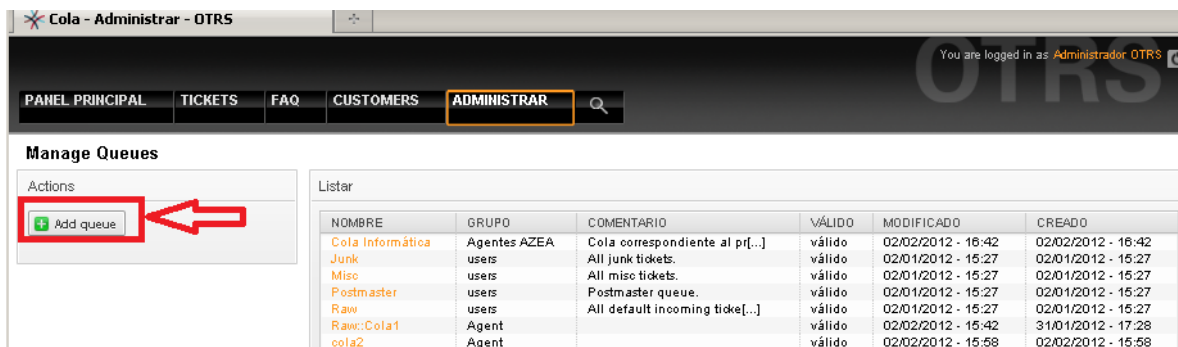 Cola - Administrar - OTRS
OTRS
You are logged in as Administrador OTRS
PANEL PRINCIPAL TICKETS FAQ CUSTOMERS ADMINISTRAR
Manage Queues
Actions
Add queue
Listar
NOMBRE GRUPO COMENTARIO VÁLIDO MODIFICADO CREADO
Cola Informática Agentes AZEA Cola correspondiente al pr[...] válido 02/02/2012 - 16:42 02/02/2012 - 16:42
Junk users All junk tickets. válido 02/01/2012 - 15:27 02/01/2012 - 15:27
Misc users All misc tickets. válido 02/01/2012 - 15:27 02/01/2012 - 15:27
Postmaster users Postmaster queue. válido 02/01/2012 - 15:27 02/01/2012 - 15:27
Raw users All default incoming ticke[...] válido 02/01/2012 - 15:27 02/01/2012 - 15:27
Raw::Cola1 Agent válido 02/02/2012 - 15:42 31/01/2012 - 17:28
cola2 Agent válido 02/02/2012 - 15:58 02/02/2012 - 15:58